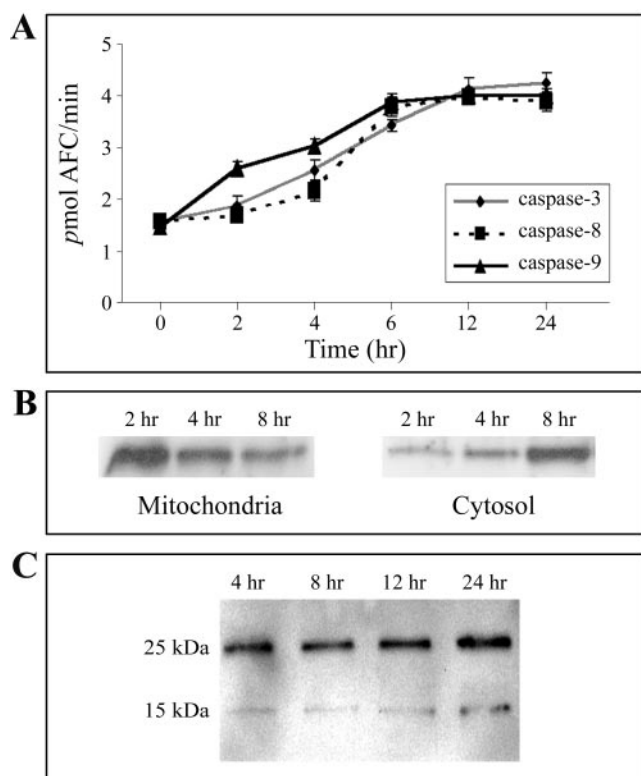 A
pmol AFC/min
5
4
3
2
1
0
caspase-3
caspase-8
caspase-9
0 2 4 6 12 24
Time (hr)
B
2 hr 4 hr 8 hr 2 hr 4 hr 8 hr
Mitochondria Cytosol
C
4 hr 8 hr 12 hr 24 hr
25 kDa
15 kDa